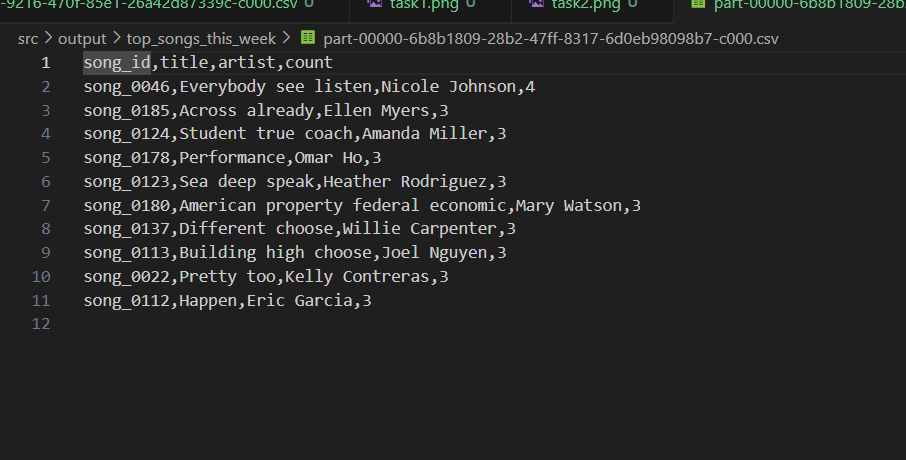 -9216-470f-85e1-26a42d87339c-c000.csv U task1.png U task2.png U part-00000-6b8b1809-28b
src > output > top_songs_this_week > part-00000-6b8b1809-28b2-47ff-8317-6d0eb98098b7-c000.csv
1 song_id,title,artist,count
2 song_0046,Everybody see listen,Nicole Johnson,4
3 song_0185,Across already,Ellen Myers,3
4 song_0124,Student true coach,Amanda Miller,3
5 song_0178,Performance,Omar Ho,3
6 song_0123,Sea deep speak,Heather Rodriguez,3
7 song_0180,American property federal economic,Mary Watson,3
8 song_0137,Different choose,Willie Carpenter,3
9 song_0113,Building high choose,Joel Nguyen,3
10 song_0022,Pretty too,Kelly Contreras,3
11 song_0112,Happen,Eric Garcia,3
12